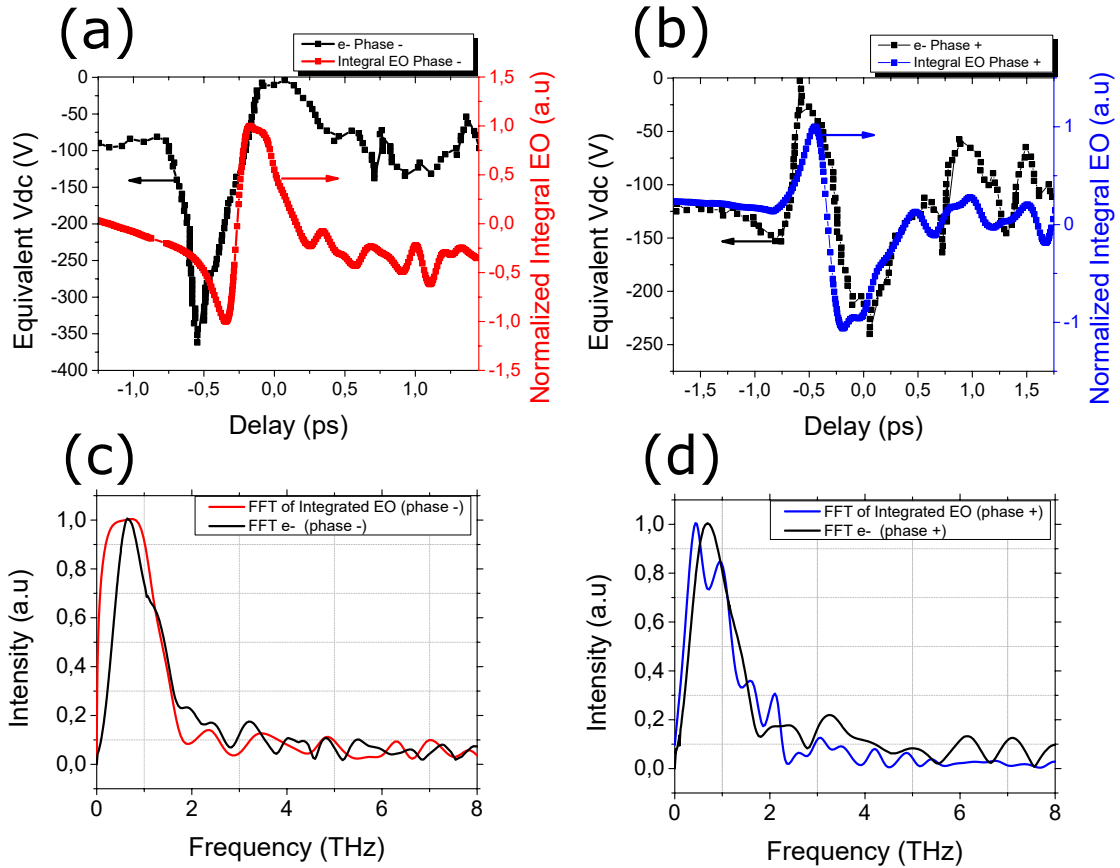 (a)
e- Phase -
Integral EO Phase -
Equivalent Vdc (V)
0
-50
-100
-150
-200
-250
-300
-350
-400
1,5
1,0
0,5
0,0
-0,5
-1,0
-1,5
Normalized Integral EO (a.u)
-1,0 -0,5 0,0 0,5 1,0
Delay (ps)
(b)
e- Phase +
Integral EO Phase +
Equivalent Vdc (V)
0
-50
-100
-150
-200
-250
1
0
-1
Normalized Integral EO (a.u)
-1,5 -1,0 -0,5 0,0 0,5 1,0 1,5
Delay (ps)
(c)
FFT of Integrated EO (phase -)
FFT e- (phase -)
Intensity (a.u)
1,0
0,8
0,6
0,4
0,2
0,0
0 2 4 6 8
Frequency (THz)
(d)
FFT of Integrated EO (phase +)
FFT e- (phase +)
Intensity (a.u)
1,0
0,8
0,6
0,4
0,2
0,0
0 2 4 6 8
Frequency (THz)